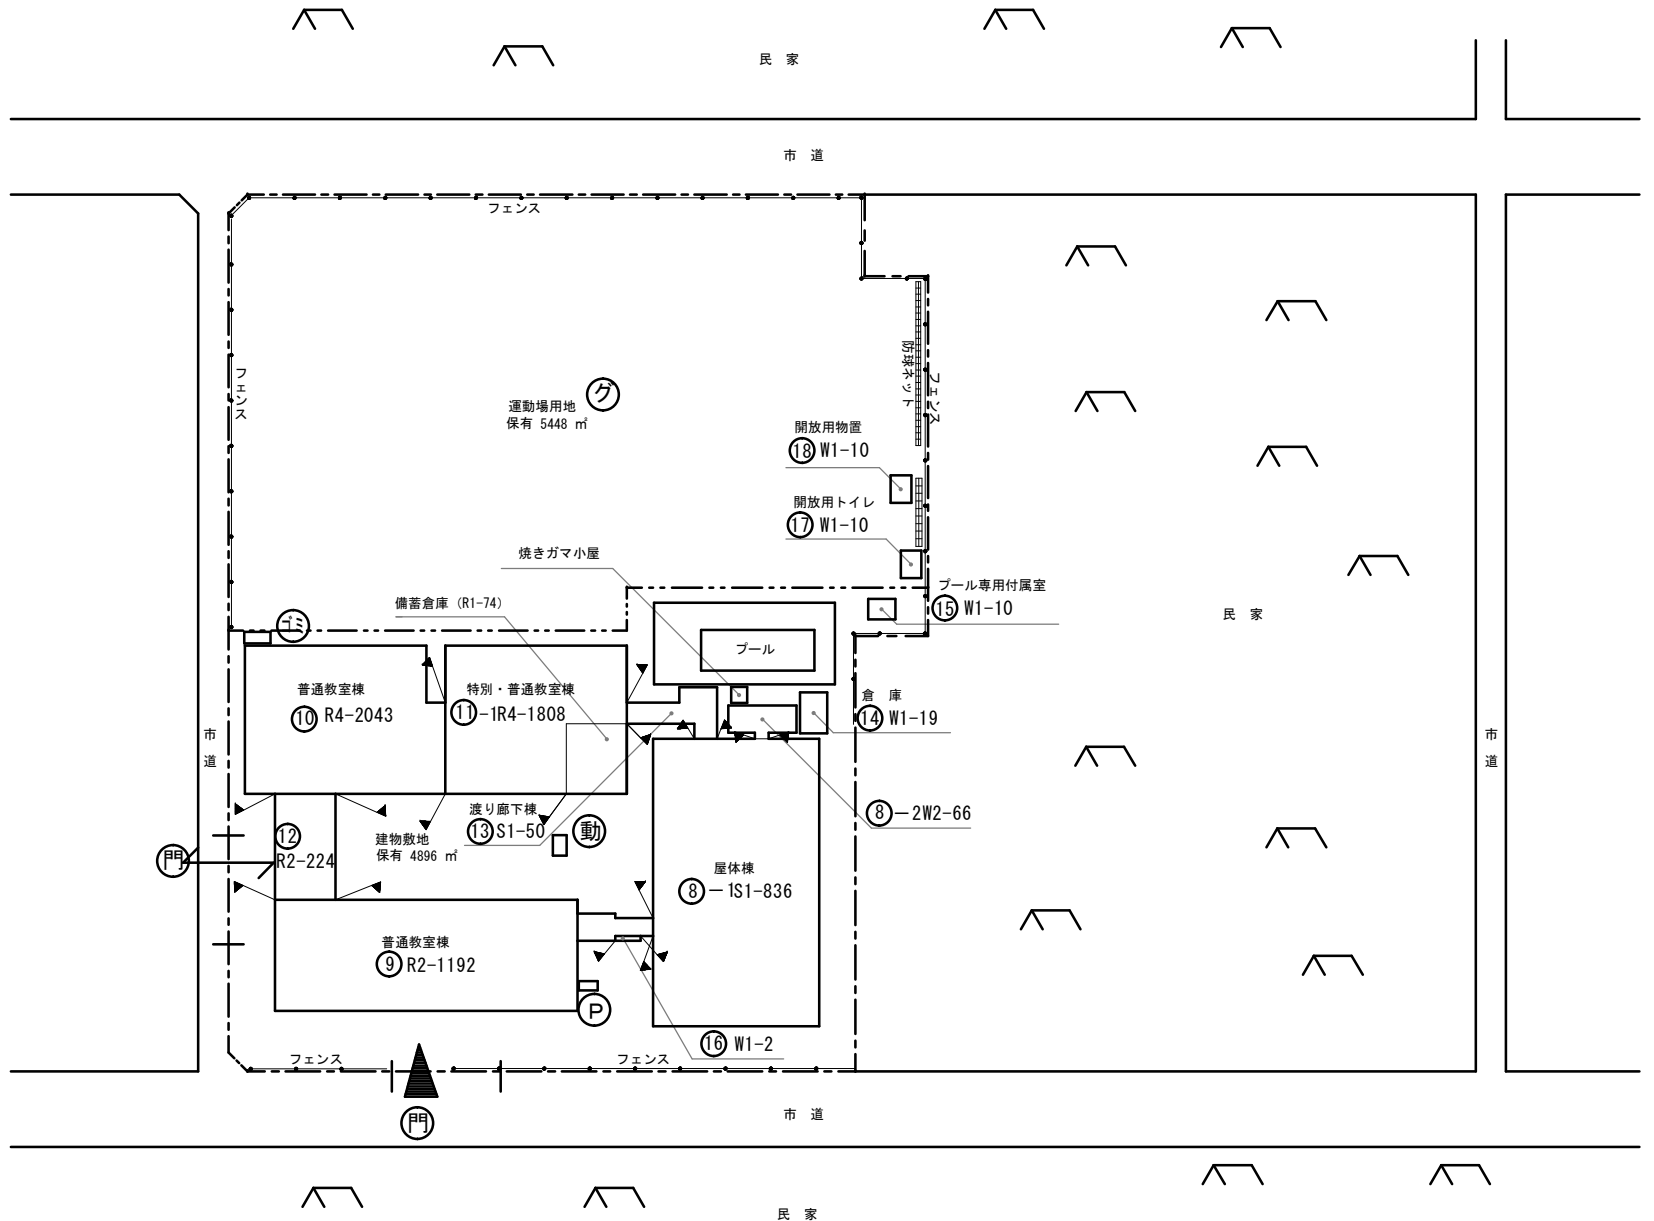 民　家
市　道
フェンス
フェンス
防球ネット
フェンス
運動場用地
保有 5448 ㎡
グ
開放用物置
⑱ W1-10
開放用トイレ
⑰ W1-10
焼きガマ小屋
プール専用付属室
⑮ W1-10
備蓄倉庫 (R1-74)
ゴミ
民　家
プール
普通教室棟
⑩ R4-2043
特別・普通教室棟
⑪-1R4-1808
倉　庫
⑭ W1-19
市
道
市
道
渡り廊下棟
⑬ S1-50
動
⑧－2W2-66
⑫
R2-224
建物敷地
保有 4896 ㎡
門
屋体棟
⑧－1S1-836
普通教室棟
⑨ R2-1192
P
⑯ W1-2
フェンス
フェンス
門
市　道
民　家